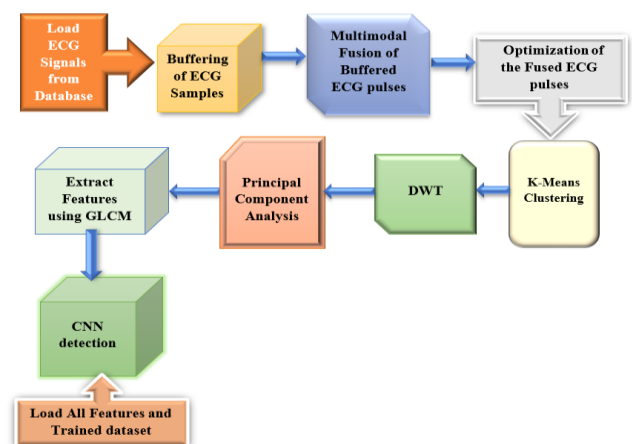 Load
ECG
Signals
from
Database
Buffering
of ECG
Samples
Multimodal
Fusion of
Buffered
ECG pulses
Optimization of
the Fused ECG
pulses
K-Means
Clustering
DWT
Principal
Component
Analysis
Extract
Features
using GLCM
CNN
detection
Load All Features and
Trained dataset